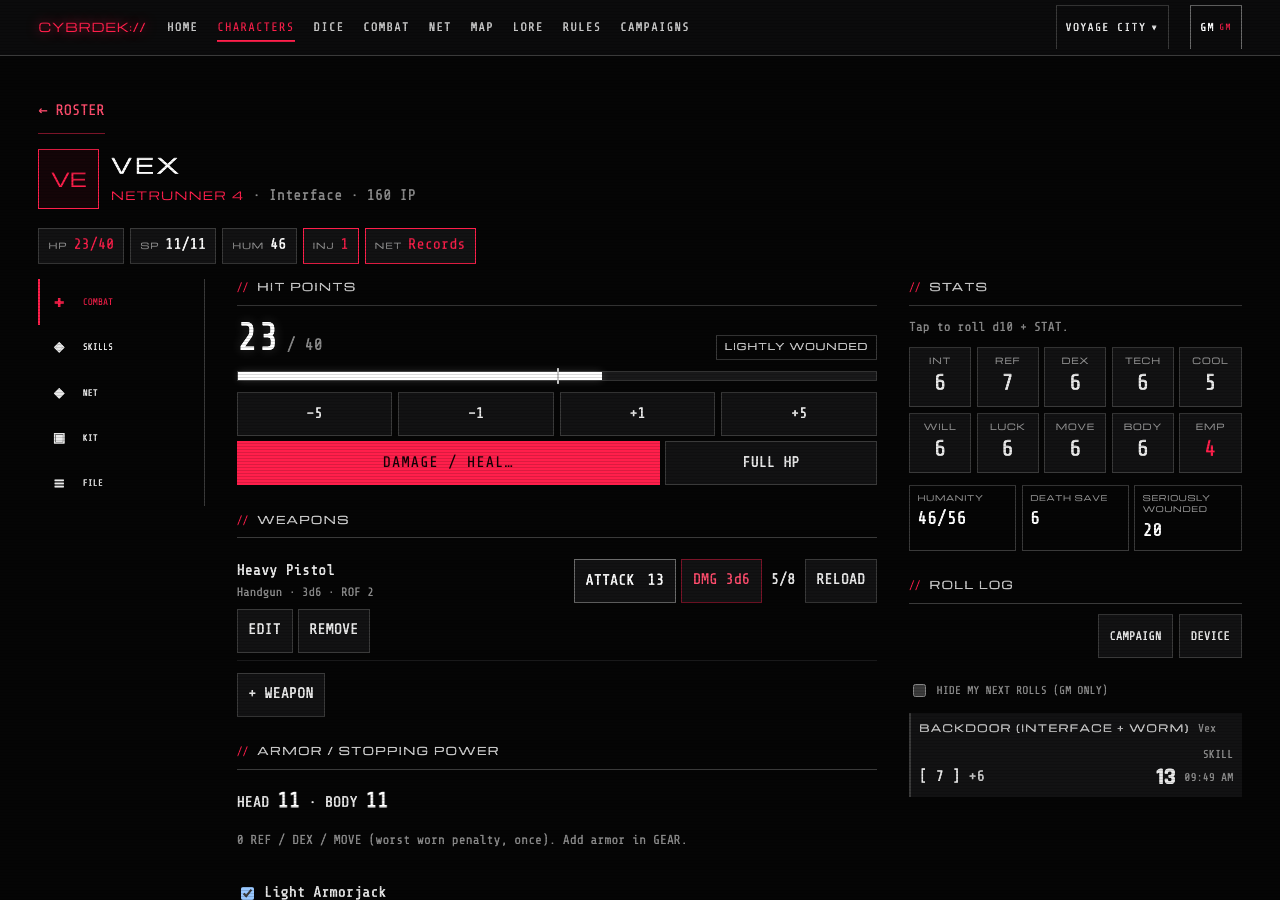 CYBRDEK://
HOME
CHARACTERS
DICE
COMBAT
NET
MAP
LORE
RULES
CAMPAIGNS
VOYAGE CITY ▾
GM GM
← ROSTER
VE
VEX
NETRUNNER 4 · Interface · 160 IP
HP 23/40
SP 11/11
HUM 46
INJ 1
NET Records
COMBAT
SKILLS
NET
KIT
FILE
// HIT POINTS
23 / 40
LIGHTLY WOUNDED
−5
−1
+1
+5
DAMAGE / HEAL…
FULL HP
// WEAPONS
Heavy Pistol
Handgun · 3d6 · ROF 2
ATTACK 13
DMG 3d6
5/8
RELOAD
EDIT
REMOVE
+ WEAPON
// ARMOR / STOPPING POWER
HEAD 11 · BODY 11
0 REF / DEX / MOVE (worst worn penalty, once). Add armor in GEAR.
Light Armorjack
// STATS
Tap to roll d10 + STAT.
INT
6
REF
7
DEX
6
TECH
6
COOL
5
WILL
6
LUCK
6
MOVE
6
BODY
6
EMP
4
HUMANITY
46/56
DEATH SAVE
6
SERIOUSLY
WOUNDED
20
// ROLL LOG
CAMPAIGN
DEVICE
HIDE MY NEXT ROLLS (GM ONLY)
BACKDOOR (INTERFACE + WORM) Vex
SKILL
[ 7 ] +6
13 09:49 AM